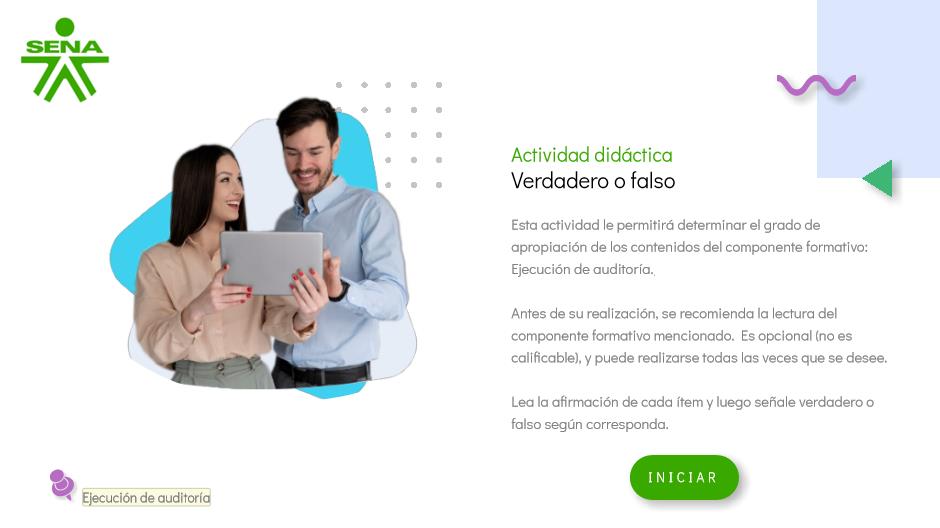 SENA
Actividad didáctica
Verdadero o falso
Esta actividad le permitirá determinar el grado de
apropiación de los contenidos del componente formativo:
Ejecución de auditoría.
Antes de su realización, se recomienda la lectura del
componente formativo mencionado.  Es opcional (no es
calificable), y puede realizarse todas las veces que se desee.
Lea la afirmación de cada ítem y luego señale verdadero o
falso según corresponda.
INICIAR
Ejecución de auditoría